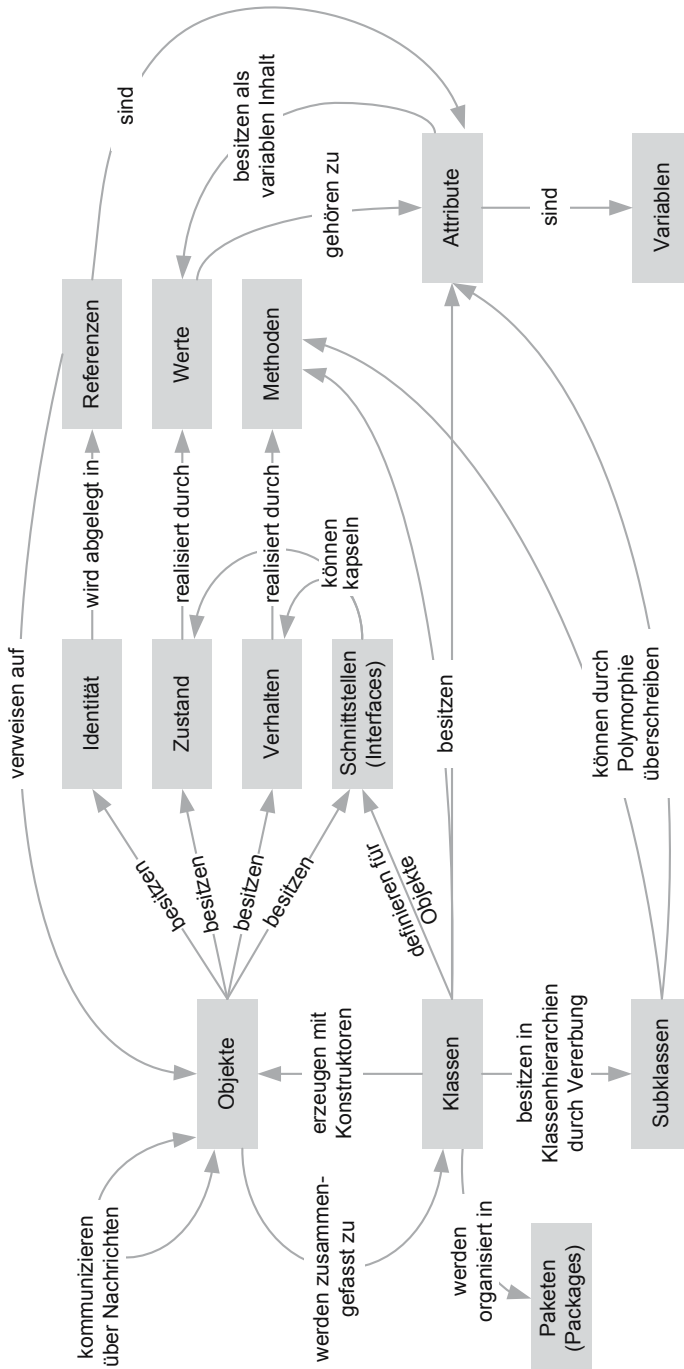 kommunizieren
über Nachrichten
verweisen auf
sind
Objekte
besitzen
besitzen
besitzen
besitzen
Identität
wird abgelegt in
Referenzen
Zustand
realisiert durch
Werte
besitzen als
variablen Inhalt
Verhalten
realisiert durch
Methoden
gehören zu
Schnittstellen
(Interfaces)
können
kapseln
werden zusammen-
gefasst zu
erzeugen mit
Konstruktoren
definieren für
Objekte
Klassen
besitzen
Attribute
werden
organisiert in
besitzen in
Klassenhierarchien
durch Vererbung
können durch
Polymorphie
überschreiben
sind
Paketen
(Packages)
Subklassen
Variablen